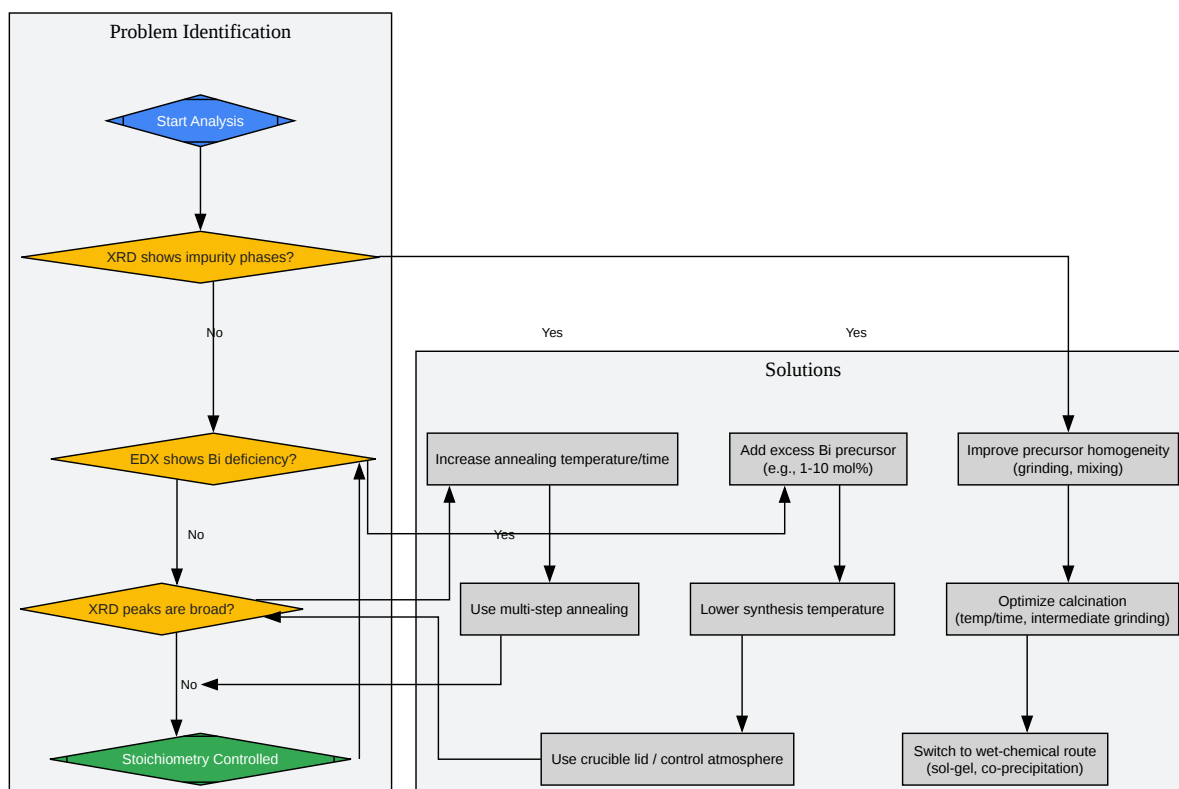 Problem Identification
Start Analysis
XRD shows impurity phases?
No
Yes
Yes
Solutions
EDX shows Bi deficiency?
Increase annealing temperature/time
Add excess Bi precursor
(e.g., 1-10 mol%)
Improve precursor homogeneity
(grinding, mixing)
No
Yes
XRD peaks are broad?
Use multi-step annealing
Lower synthesis temperature
Optimize calcination
(temp/time, intermediate grinding)
No
Stoichiometry Controlled
Use crucible lid / control atmosphere
Switch to wet-chemical route
(sol-gel, co-precipitation)